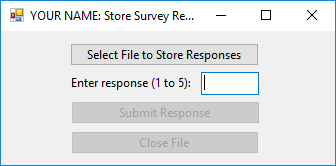 YOUR NAME: Store Survey Re...
Select File to Store Responses
Enter response (1 to 5):
Submit Response
Close File